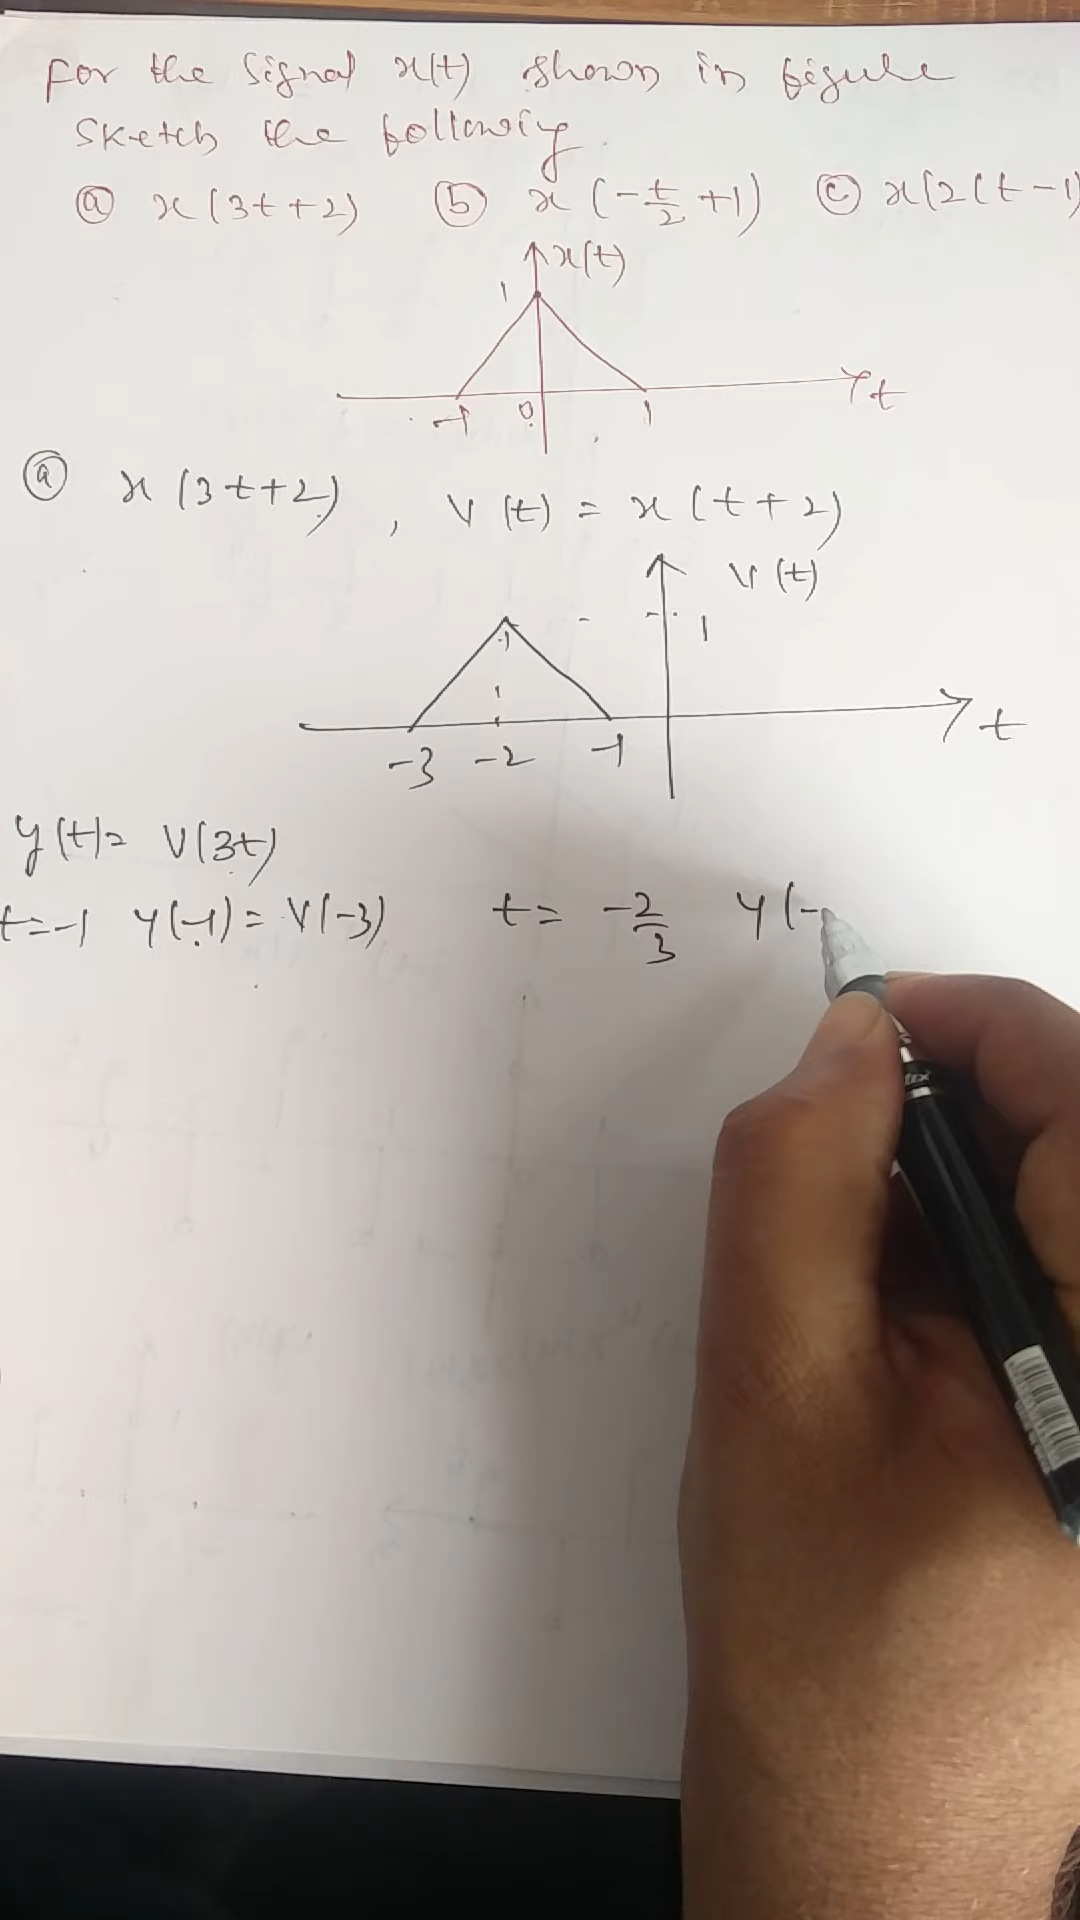 For the Signal x(t) shown in figure
Sketch the following
ⓐ x(3t+2) ⓑ x(-t/2+1) ⓒ x(2(t-1)
x(t)
1
-1 0 1 t
ⓐ x(3t+2), v(t) = x(t+2)
v(t)
1 1
-3 -2 -1 t
y(t)= v(3t)
t=-1 y(-1) = v(-3) t= -2/3 y(-